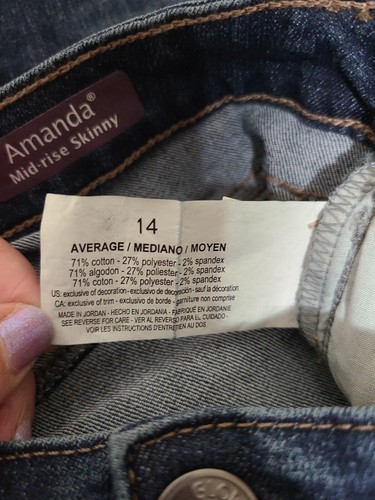 Amanda®
Mid-rise Skinny
14
AVERAGE / MEDIANO / MOYEN
71% cotton - 27% polyester - 2% spandex
71% algodon - 27% poliester - 2% spandex
71% coton - 27% polyester - 2% spandex
US: exclusive of decoration - exclusivo de decoración - sauf la décoration
CA: exclusive of trim - exclusivo de borde - garniture non comprise
MADE IN JORDAN - HECHO EN JORDANIA - FABRIQUÉ EN JORDANIE
SEE REVERSE FOR CARE - VER AL REVERSO PARA EL CUIDADO -
VOIR LES INSTRUCTIONS D'ENTRETIEN AU DOS